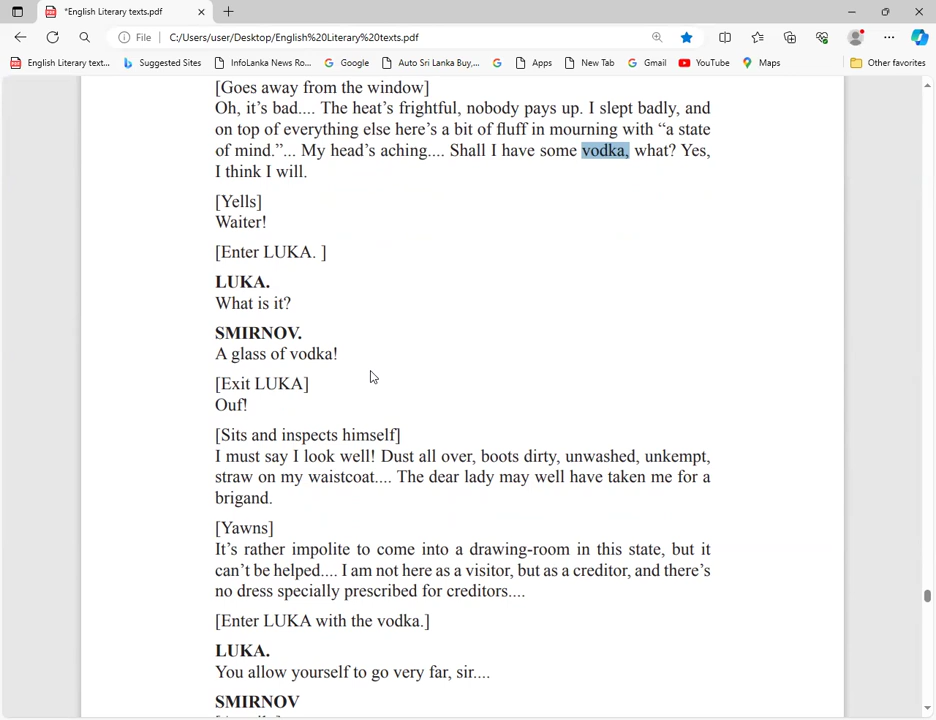 *English Literary texts.pdf
File
C:/Users/user/Desktop/English%20Literary%20texts.pdf
English Literary text...
Suggested Sites
InfoLanka News Ro...
Google
Auto Sri Lanka Buy,...
Apps
New Tab
Gmail
YouTube
Maps
Other favorites
[Goes away from the window]
Oh, it's bad.... The heat's frightful, nobody pays up. I slept badly, and
on top of everything else here's a bit of fluff in mourning with “a state
of mind.”... My head's aching.... Shall I have some vodka, what? Yes,
I think I will.
[Yells]
Waiter!
[Enter LUKA. ]
LUKA.
What is it?
SMIRNOV.
A glass of vodka!
[Exit LUKA]
Ouf!
[Sits and inspects himself]
I must say I look well! Dust all over, boots dirty, unwashed, unkempt,
straw on my waistcoat.... The dear lady may well have taken me for a
brigand.
[Yawns]
It's rather impolite to come into a drawing-room in this state, but it
can't be helped.... I am not here as a visitor, but as a creditor, and there's
no dress specially prescribed for creditors....
[Enter LUKA with the vodka.]
LUKA.
You allow yourself to go very far, sir....
SMIRNOV